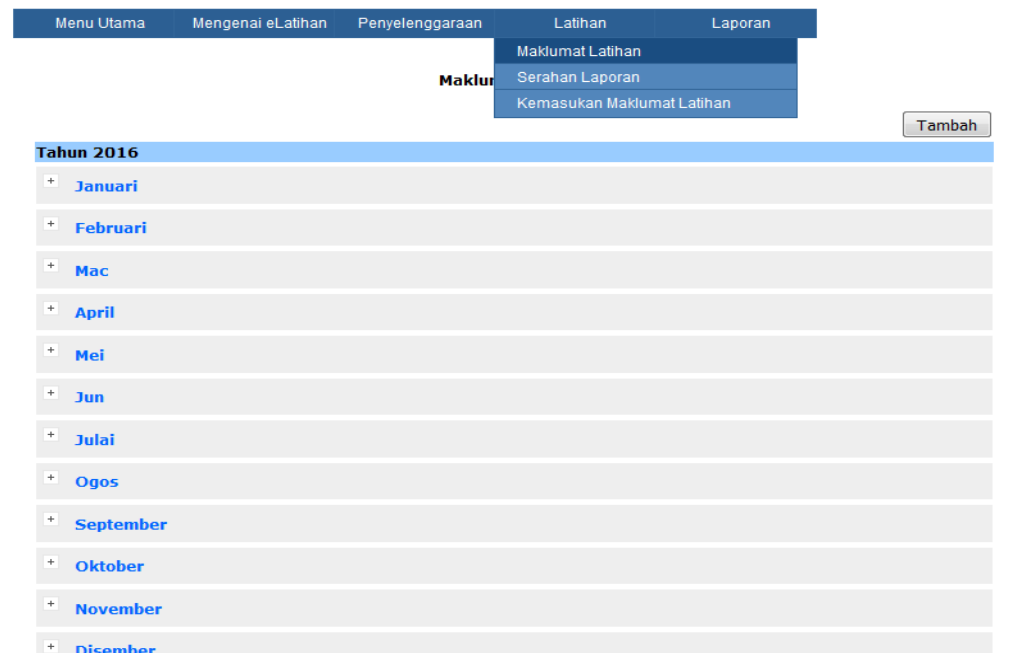 Menu Utama Mengenai eLatihan Penyelenggaraan Latihan Laporan
Maklumat Latihan
Serahan Laporan
Kemasukan Maklumat Latihan
Tambah
Tahun 2016
+ Januari
+ Februari
+ Mac
+ April
+ Mei
+ Jun
+ Julai
+ Ogos
+ September
+ Oktober
+ November
+ Disember